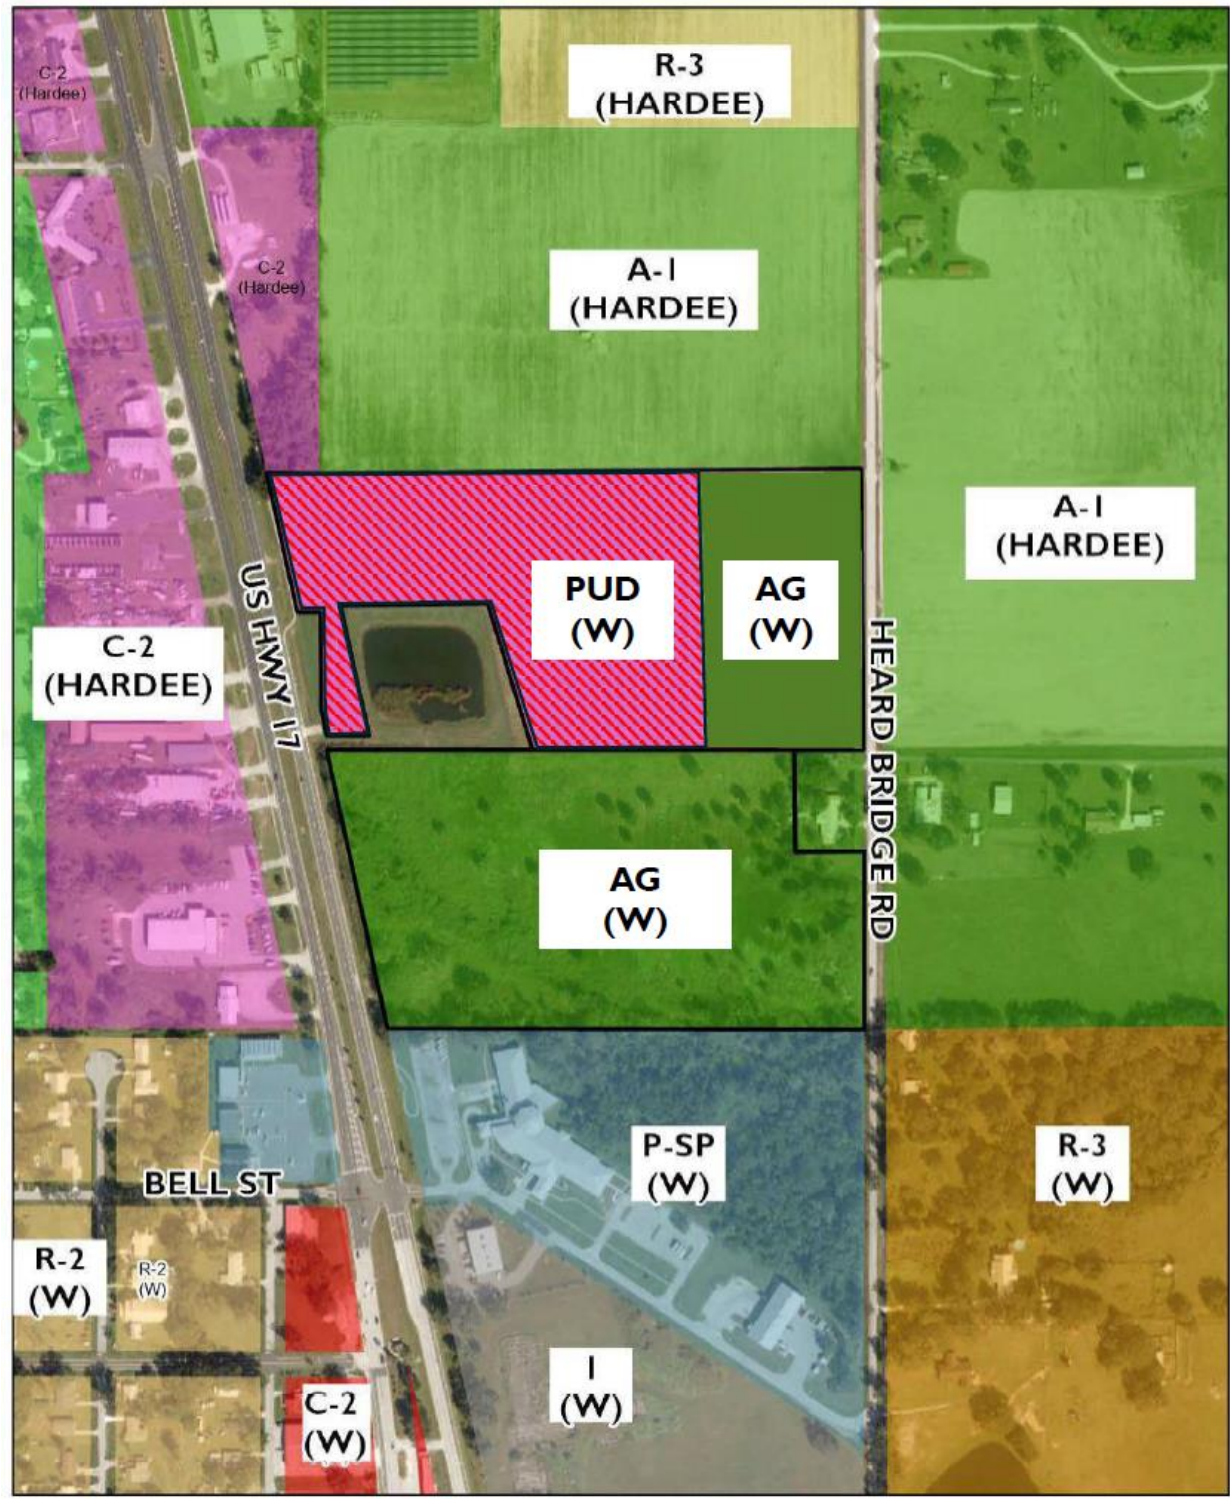 R-3
(HARDEE)
C-2
(Hardee)
A-1
(HARDEE)
C-2
(Hardee)
A-1
(HARDEE)
PUD
(W)
AG
(W)
US HWY 17
C-2
(HARDEE)
HEARD BRIDGE RD
AG
(W)
P-SP
(W)
R-3
(W)
BELL ST
R-2
(W)
R-2
(W)
I
(W)
C-2
(W)